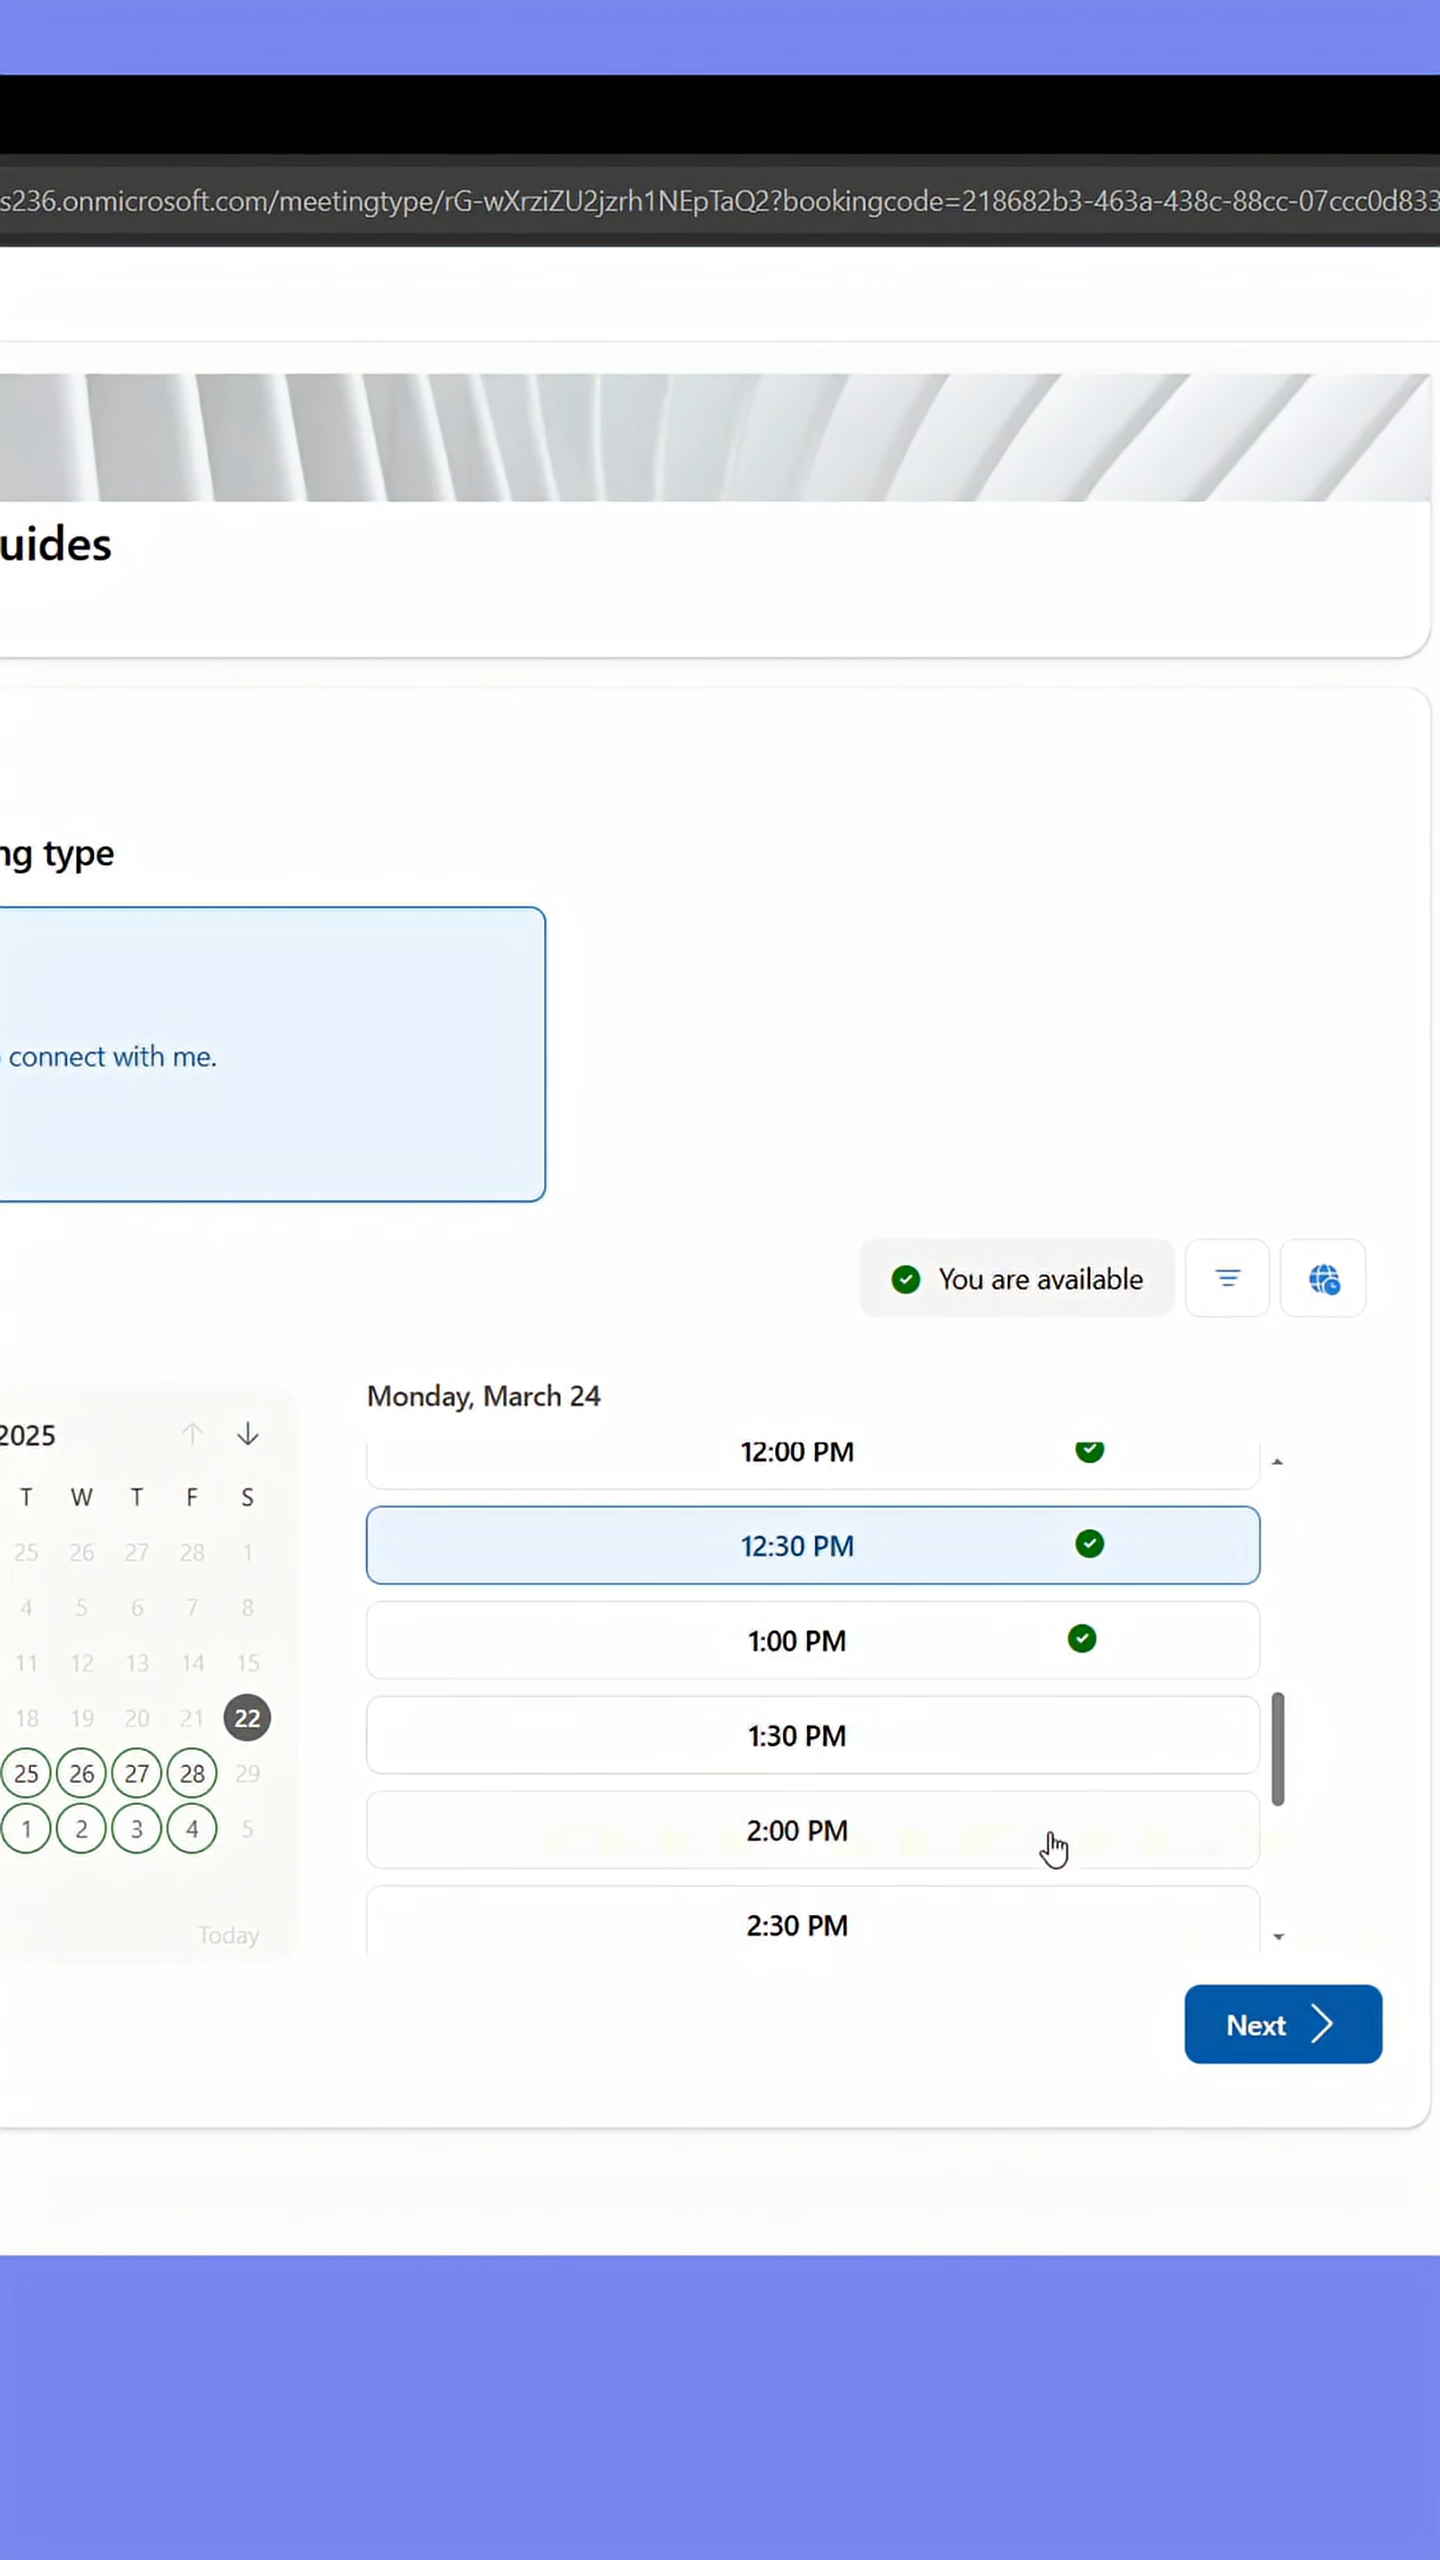 s236.onmicrosoft.com/meetingtype/rG-wXrziZU2jzrh1NEpTaQ2?bookingcode=218682b3-463a-438c-88cc-07ccc0d833
uides
ng type
connect with me.
You are available
2025
T W T F S
25 26 27 28 1
4 5 6 7 8
11 12 13 14 15
18 19 20 21 22
25 26 27 28 29
1 2 3 4 5
Today
Monday, March 24
12:00 PM
12:30 PM
1:00 PM
1:30 PM
2:00 PM
2:30 PM
Next